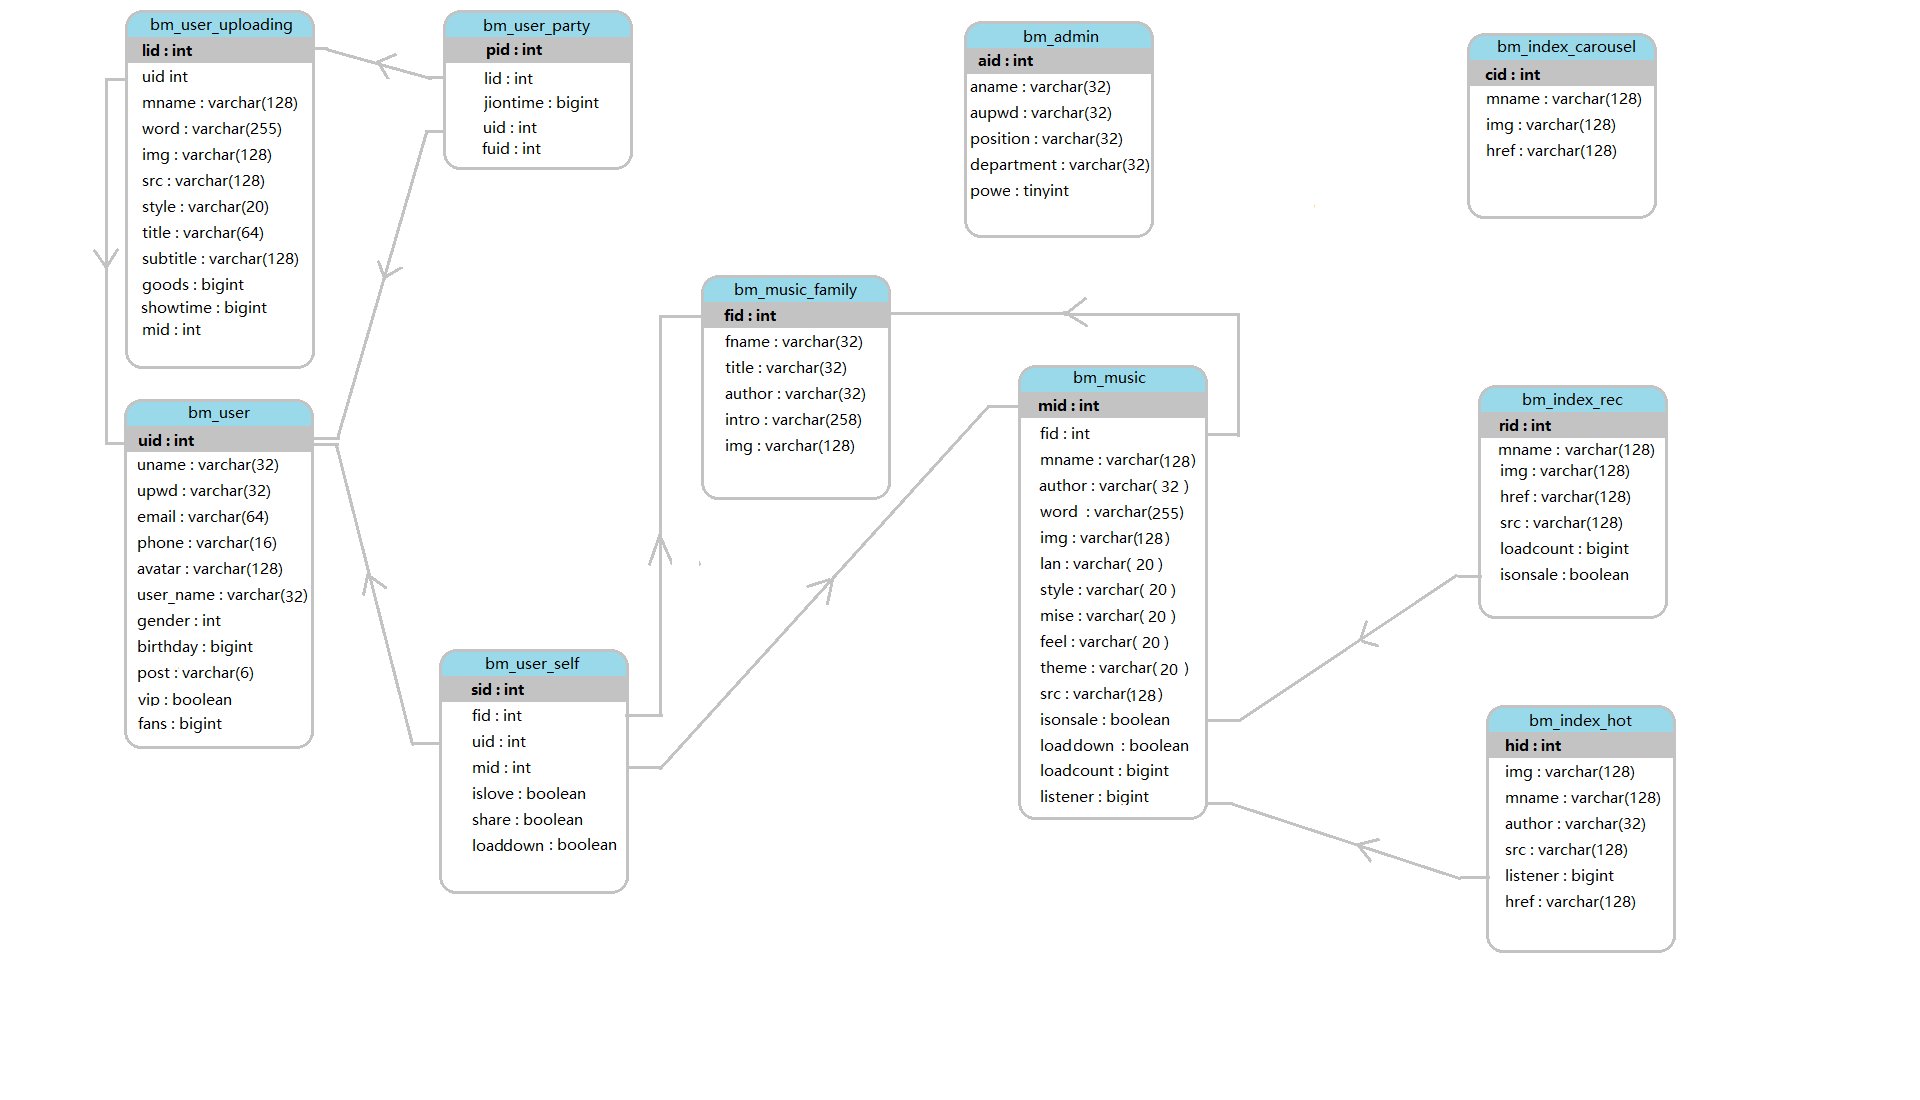 bm_user_uploading
lid : int
uid int
mname : varchar(128)
word : varchar(255)
img : varchar(128)
src : varchar(128)
style : varchar(20)
title : varchar(64)
subtitle : varchar(128)
goods : bigint
showtime : bigint
mid : int
bm_user_party
pid : int
lid : int
jiontime : bigint
uid : int
fuid : int
bm_admin
aid : int
aname : varchar(32)
aupwd : varchar(32)
position : varchar(32)
department : varchar(32)
powe : tinyint
bm_index_carousel
cid : int
mname : varchar(128)
img : varchar(128)
href : varchar(128)
bm_music_family
fid : int
fname : varchar(32)
title : varchar(32)
author : varchar(32)
intro : varchar(258)
img : varchar(128)
bm_music
mid : int
fid : int
mname : varchar(128)
author : varchar( 32 )
word : varchar(255)
img : varchar(128)
lan : varchar( 20 )
style : varchar( 20 )
mise : varchar( 20 )
feel : varchar( 20 )
theme : varchar( 20 )
src : varchar(128)
isonsale : boolean
loaddown : boolean
loadcount : bigint
listener : bigint
bm_index_rec
rid : int
mname : varchar(128)
img : varchar(128)
href : varchar(128)
src : varchar(128)
loadcount : bigint
isonsale : boolean
bm_user
uid : int
uname : varchar(32)
upwd : varchar(32)
email : varchar(64)
phone : varchar(16)
avatar : varchar(128)
user_name : varchar(32)
gender : int
birthday : bigint
post : varchar(6)
vip : boolean
fans : bigint
bm_user_self
sid : int
fid : int
uid : int
mid : int
islove : boolean
share : boolean
loaddown : boolean
bm_index_hot
hid : int
img : varchar(128)
mname : varchar(128)
author : varchar(32)
src : varchar(128)
listener : bigint
href : varchar(128)